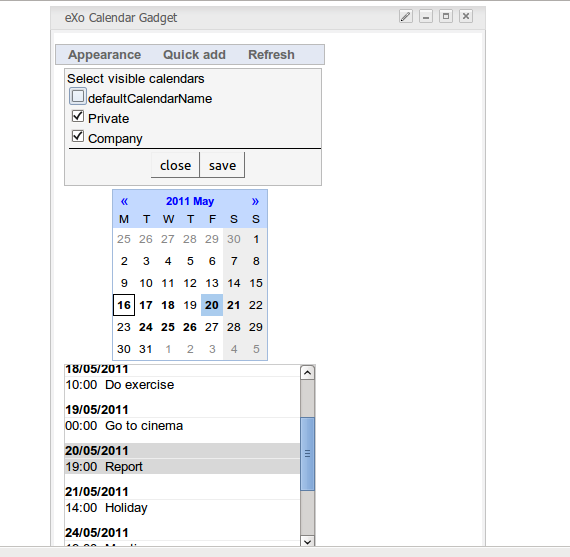 eXo Calendar Gadget
Appearance Quick add Refresh
Select visible calendars
defaultCalendarName
Private
Company
close save
« 2011 May »
M T W T F S S
25 26 27 28 29 30 1
2 3 4 5 6 7 8
9 10 11 12 13 14 15
16 17 18 19 20 21 22
23 24 25 26 27 28 29
30 31 1 2 3 4 5
18/05/2011
10:00 Do exercise
19/05/2011
00:00 Go to cinema
20/05/2011
19:00 Report
21/05/2011
14:00 Holiday
24/05/2011